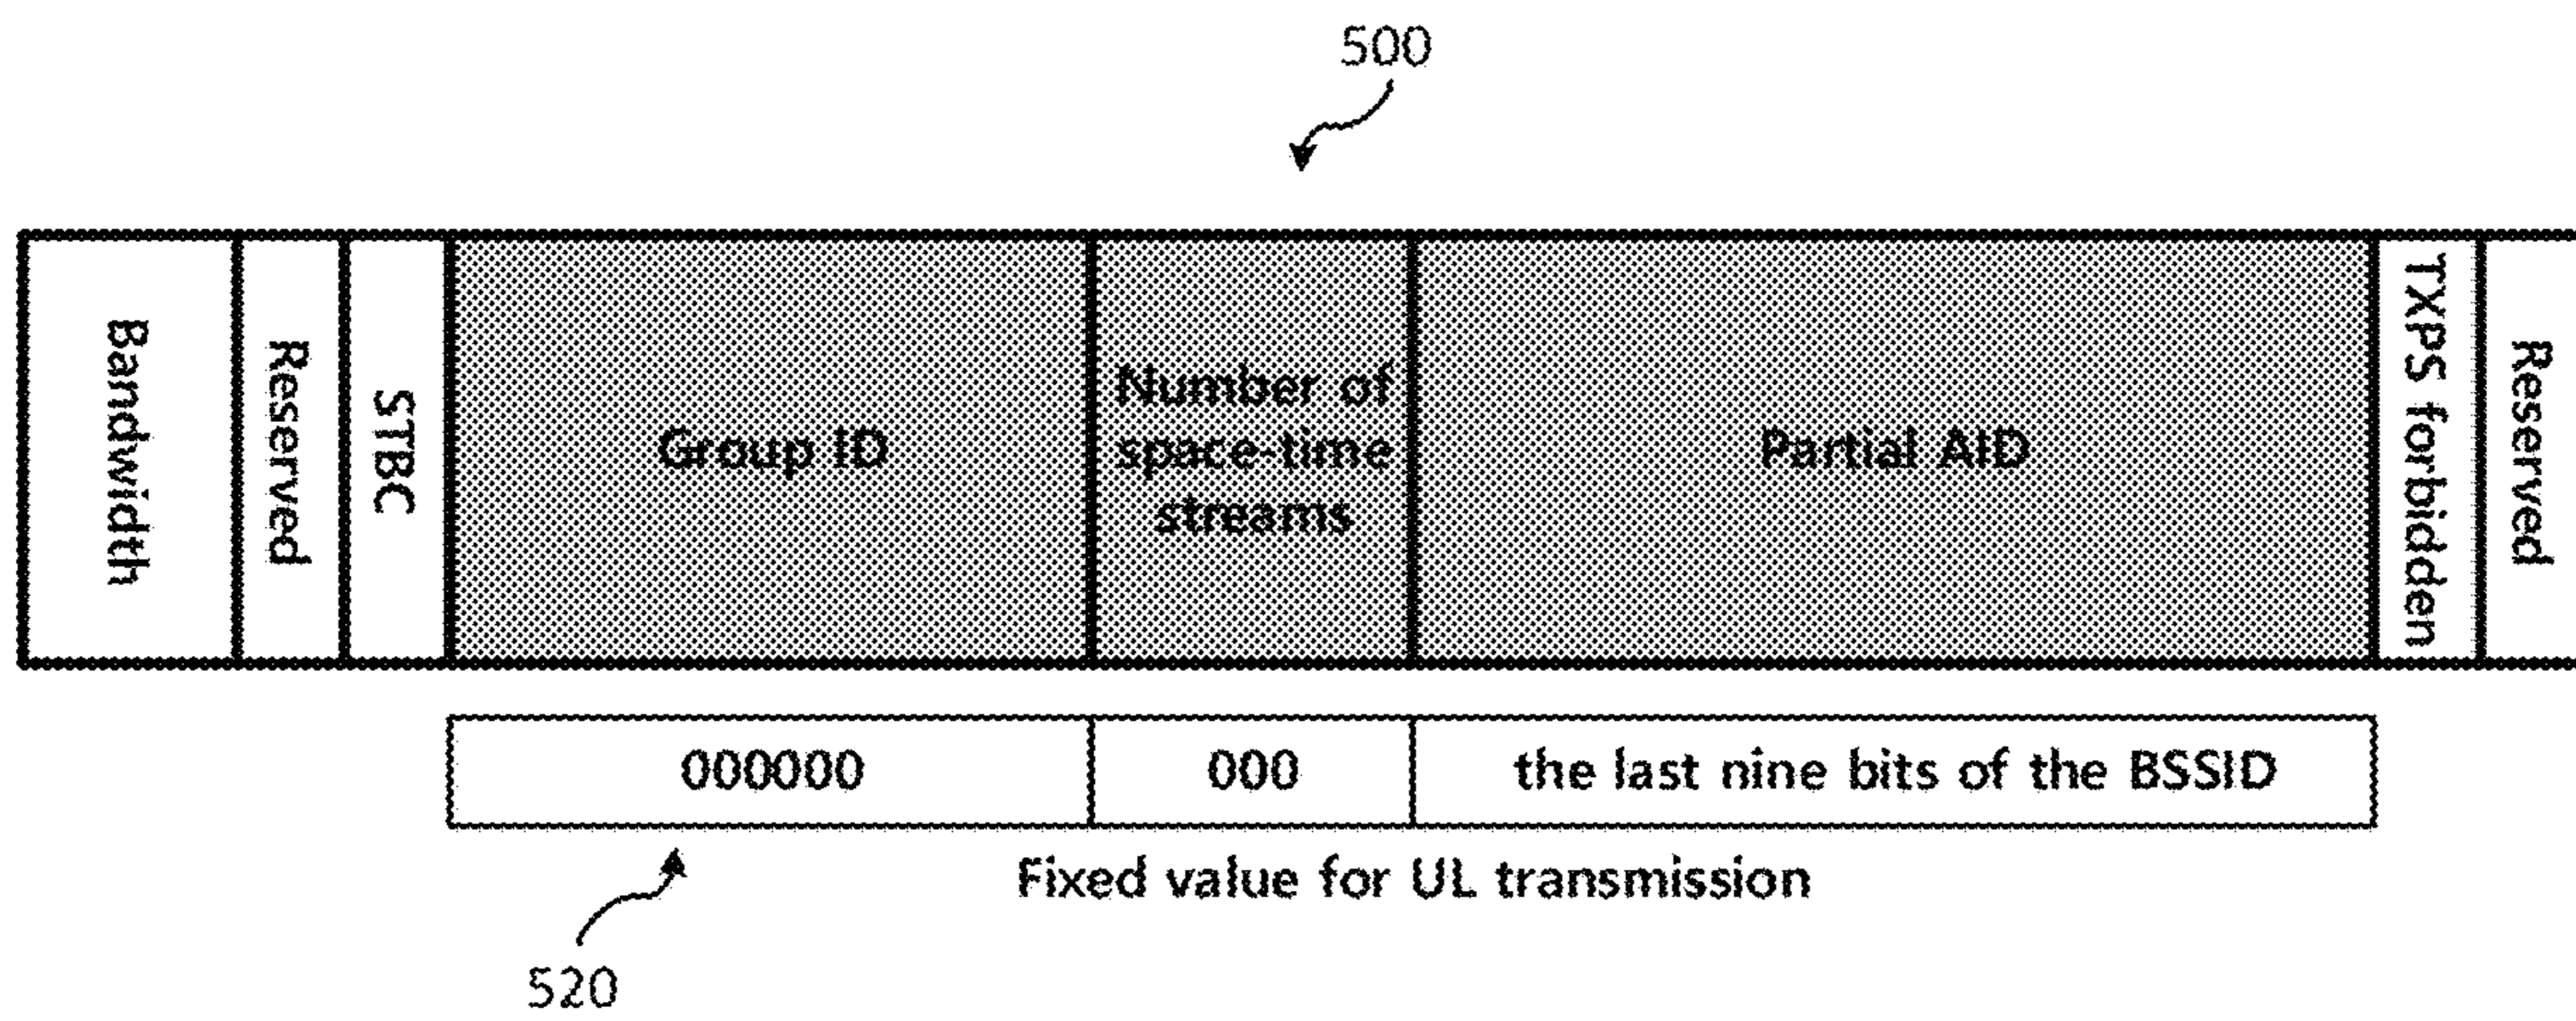 500
Bandwidth
Reserved
STBC
Group ID
Number of
space-time
streams
Partial AID
TXPS forbidden
Reserved
000000
000
the last nine bits of the BSSID
Fixed value for UL transmission
520